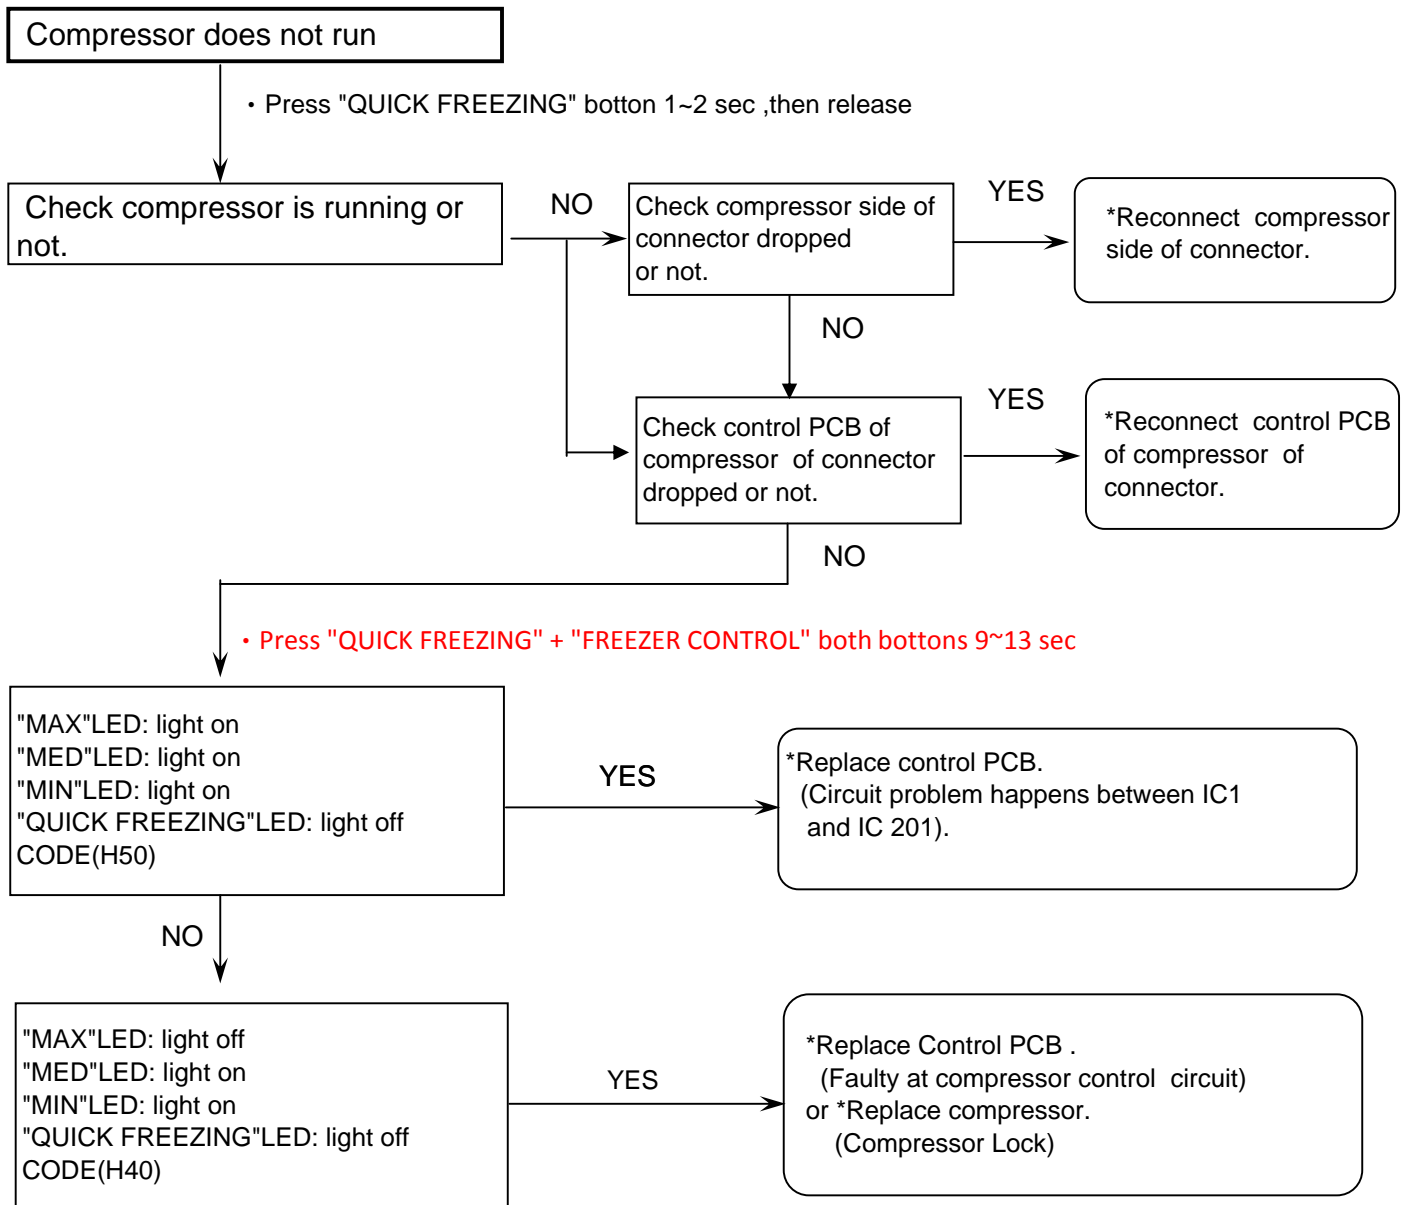 Compressor does not run
・Press "QUICK FREEZING" botton 1~2 sec ,then release
Check compressor is running or
not.
NO
Check compressor side of
connector dropped
or not.
YES
*Reconnect compressor
side of connector.
NO
Check control PCB of
compressor of connector
dropped or not.
YES
*Reconnect control PCB
of compressor of
connector.
NO
・Press "QUICK FREEZING" + "FREEZER CONTROL" both bottons 9~13 sec
"MAX"LED: light on
"MED"LED: light on
"MIN"LED: light on
"QUICK FREEZING"LED: light off
CODE(H50)
YES
*Replace control PCB.
(Circuit problem happens between IC1
and IC 201).
NO
"MAX"LED: light off
"MED"LED: light on
"MIN"LED: light on
"QUICK FREEZING"LED: light off
CODE(H40)
YES
*Replace Control PCB .
(Faulty at compressor control circuit)
or *Replace compressor.
(Compressor Lock)